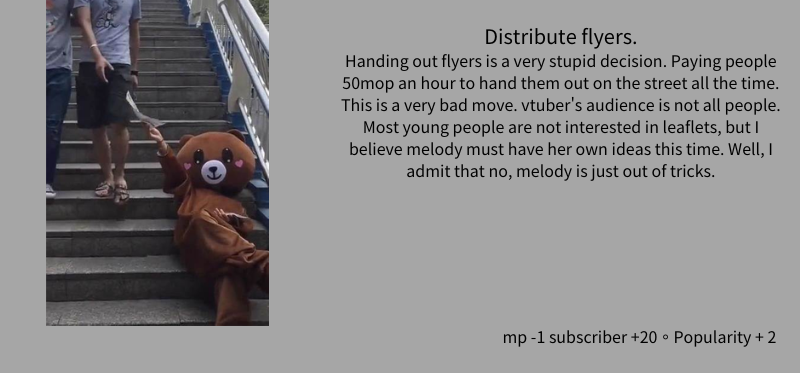 Distribute flyers.
Handing out flyers is a very stupid decision. Paying people
50mop an hour to hand them out on the street all the time.
This is a very bad move. vtuber's audience is not all people.
Most young people are not interested in leaflets, but I
believe melody must have her own ideas this time. Well, I
admit that no, melody is just out of tricks.
mp -1 subscriber +20。Popularity + 2